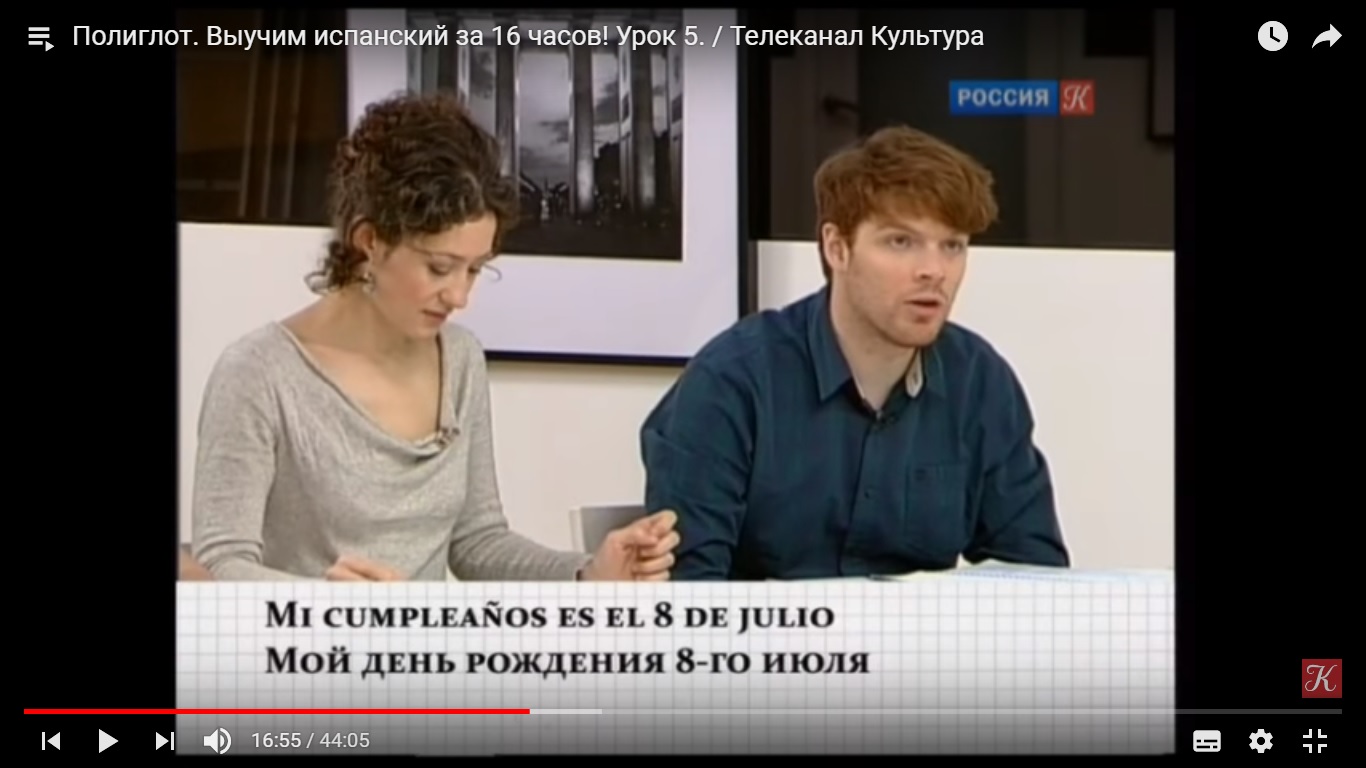 Полиглот. Выучим испанский за 16 часов! Урок 5. / Телеканал Культура
РОССИЯ К
Mi cumpleaños es el 8 de julio
Мой день рождения 8-го июля
К
16:55 / 44:05